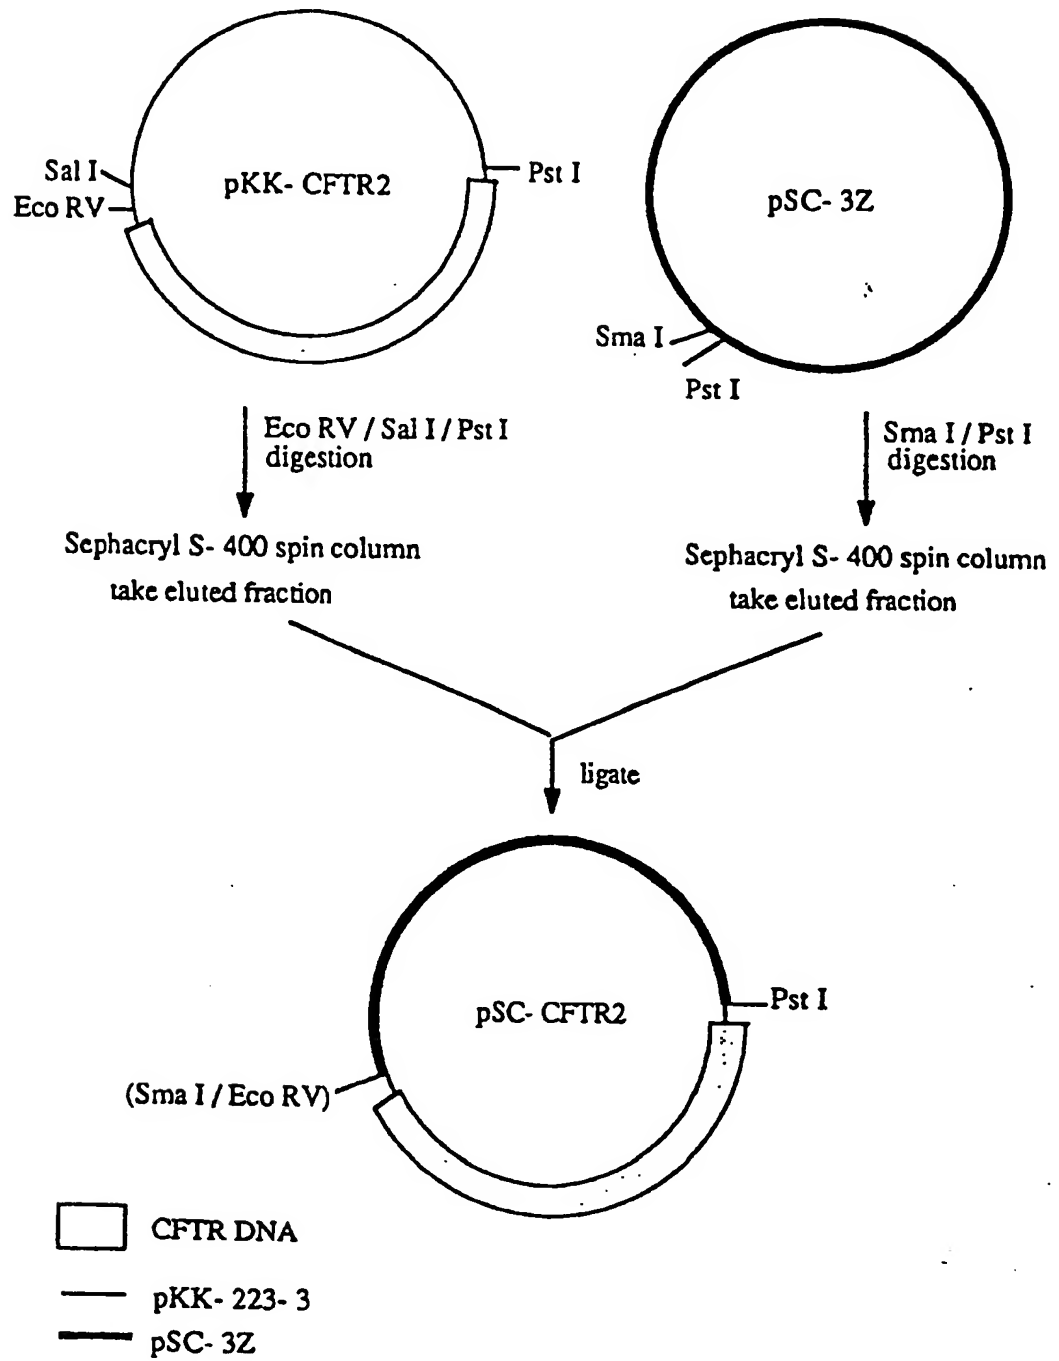 Sal I
Eco RV
pKK- CFTR2
Pst I
pSC- 3Z
Sma I
Pst I
Eco RV / Sal I / Pst I
digestion
Sma I / Pst I
digestion
Sephacryl S- 400 spin column
take eluted fraction
Sephacryl S- 400 spin column
take eluted fraction
ligate
pSC- CFTR2
Pst I
(Sma I / Eco RV)
CFTR DNA
pKK- 223- 3
pSC- 3Z